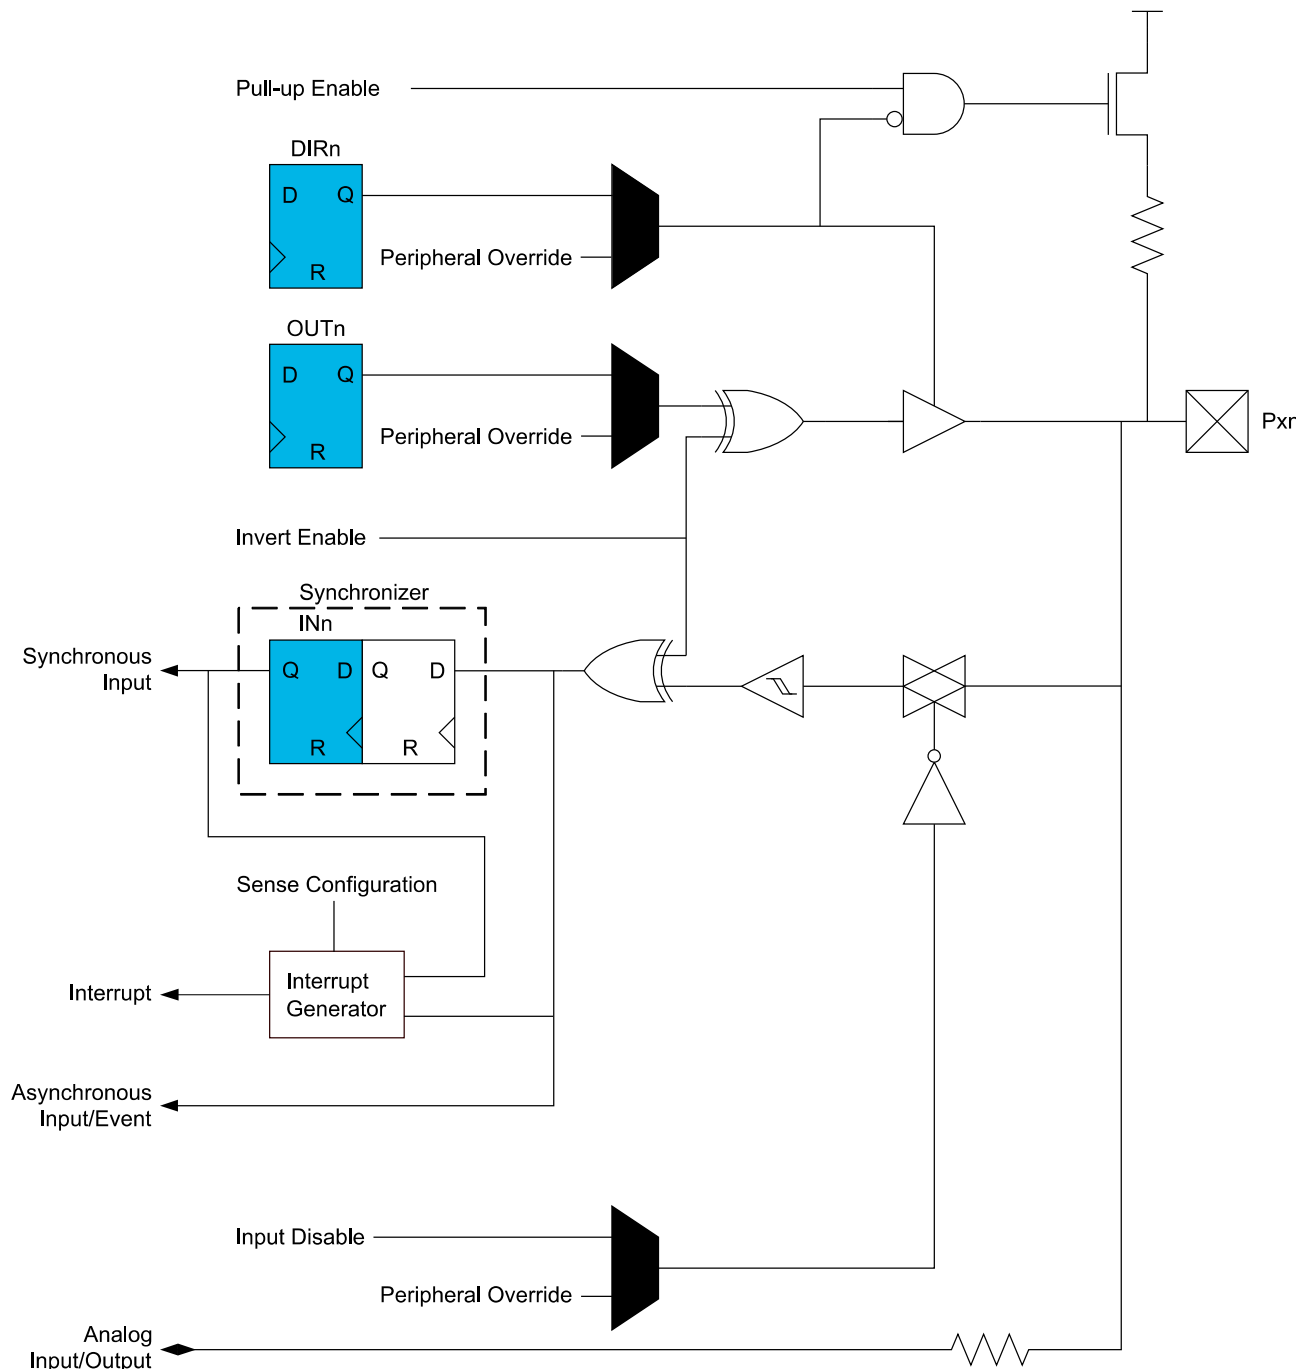 Pull-up Enable
DIRn
D Q
Peripheral Override
R
OUTn
D Q
Peripheral Override
R
Pxn
Invert Enable
Synchronizer
INn
Synchronous
Input
Q D Q D
R R
Sense Configuration
Interrupt
Interrupt
Generator
Asynchronous
Input/Event
Input Disable
Peripheral Override
Analog
Input/Output